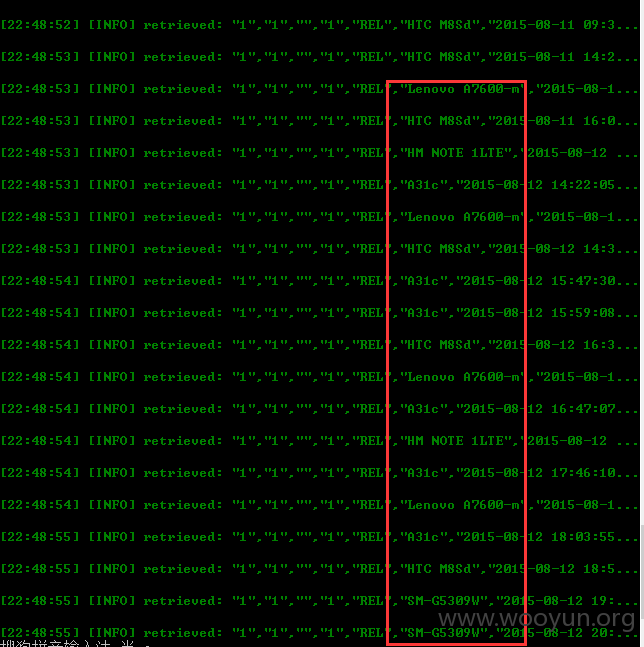 [22:48:52] [INFO] retrieved: "1","1","","1","REL","HTC M8Sd","2015-08-11 09:3...
[22:48:53] [INFO] retrieved: "1","1","","1","REL","HTC M8Sd","2015-08-11 14:2...
[22:48:53] [INFO] retrieved: "1","1","","1","REL","Lenovo A7600-m","2015-08-1...
[22:48:53] [INFO] retrieved: "1","1","","1","REL","HTC M8Sd","2015-08-11 16:0...
[22:48:53] [INFO] retrieved: "1","1","","1","REL","HM NOTE 1LTE","2015-08-12 ...
[22:48:53] [INFO] retrieved: "1","1","","1","REL","A31c","2015-08-12 14:22:05...
[22:48:53] [INFO] retrieved: "1","1","","1","REL","Lenovo A7600-m","2015-08-1...
[22:48:53] [INFO] retrieved: "1","1","","1","REL","HTC M8Sd","2015-08-12 14:3...
[22:48:54] [INFO] retrieved: "1","1","","1","REL","A31c","2015-08-12 15:47:30...
[22:48:54] [INFO] retrieved: "1","1","","1","REL","A31c","2015-08-12 15:59:08...
[22:48:54] [INFO] retrieved: "1","1","","1","REL","HTC M8Sd","2015-08-12 16:3...
[22:48:54] [INFO] retrieved: "1","1","","1","REL","Lenovo A7600-m","2015-08-1...
[22:48:54] [INFO] retrieved: "1","1","","1","REL","A31c","2015-08-12 16:47:07...
[22:48:54] [INFO] retrieved: "1","1","","1","REL","HM NOTE 1LTE","2015-08-12 ...
[22:48:54] [INFO] retrieved: "1","1","","1","REL","A31c","2015-08-12 17:46:10...
[22:48:54] [INFO] retrieved: "1","1","","1","REL","Lenovo A7600-m","2015-08-1...
[22:48:55] [INFO] retrieved: "1","1","","1","REL","A31c","2015-08-12 18:03:55...
[22:48:55] [INFO] retrieved: "1","1","","1","REL","HTC M8Sd","2015-08-12 18:5...
[22:48:55] [INFO] retrieved: "1","1","","1","REL","SM-G5309W","2015-08-12 19:...
www.wooyun.org
[22:48:55] [INFO] retrieved: "1","1","","1","REL","SM-G5309W","2015-08-12 20:...
搜狗拼音输入法